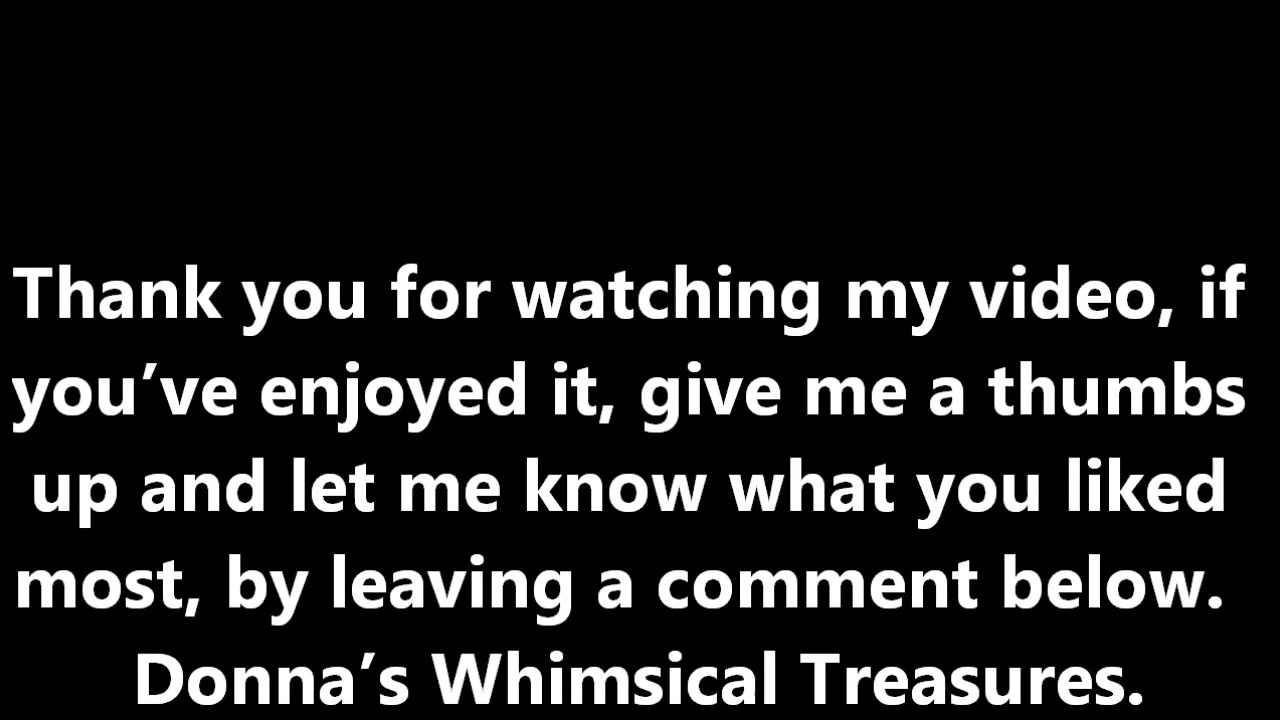 Thank you for watching my video, if
you’ve enjoyed it, give me a thumbs
up and let me know what you liked
most, by leaving a comment below.
Donna’s Whimsical Treasures.